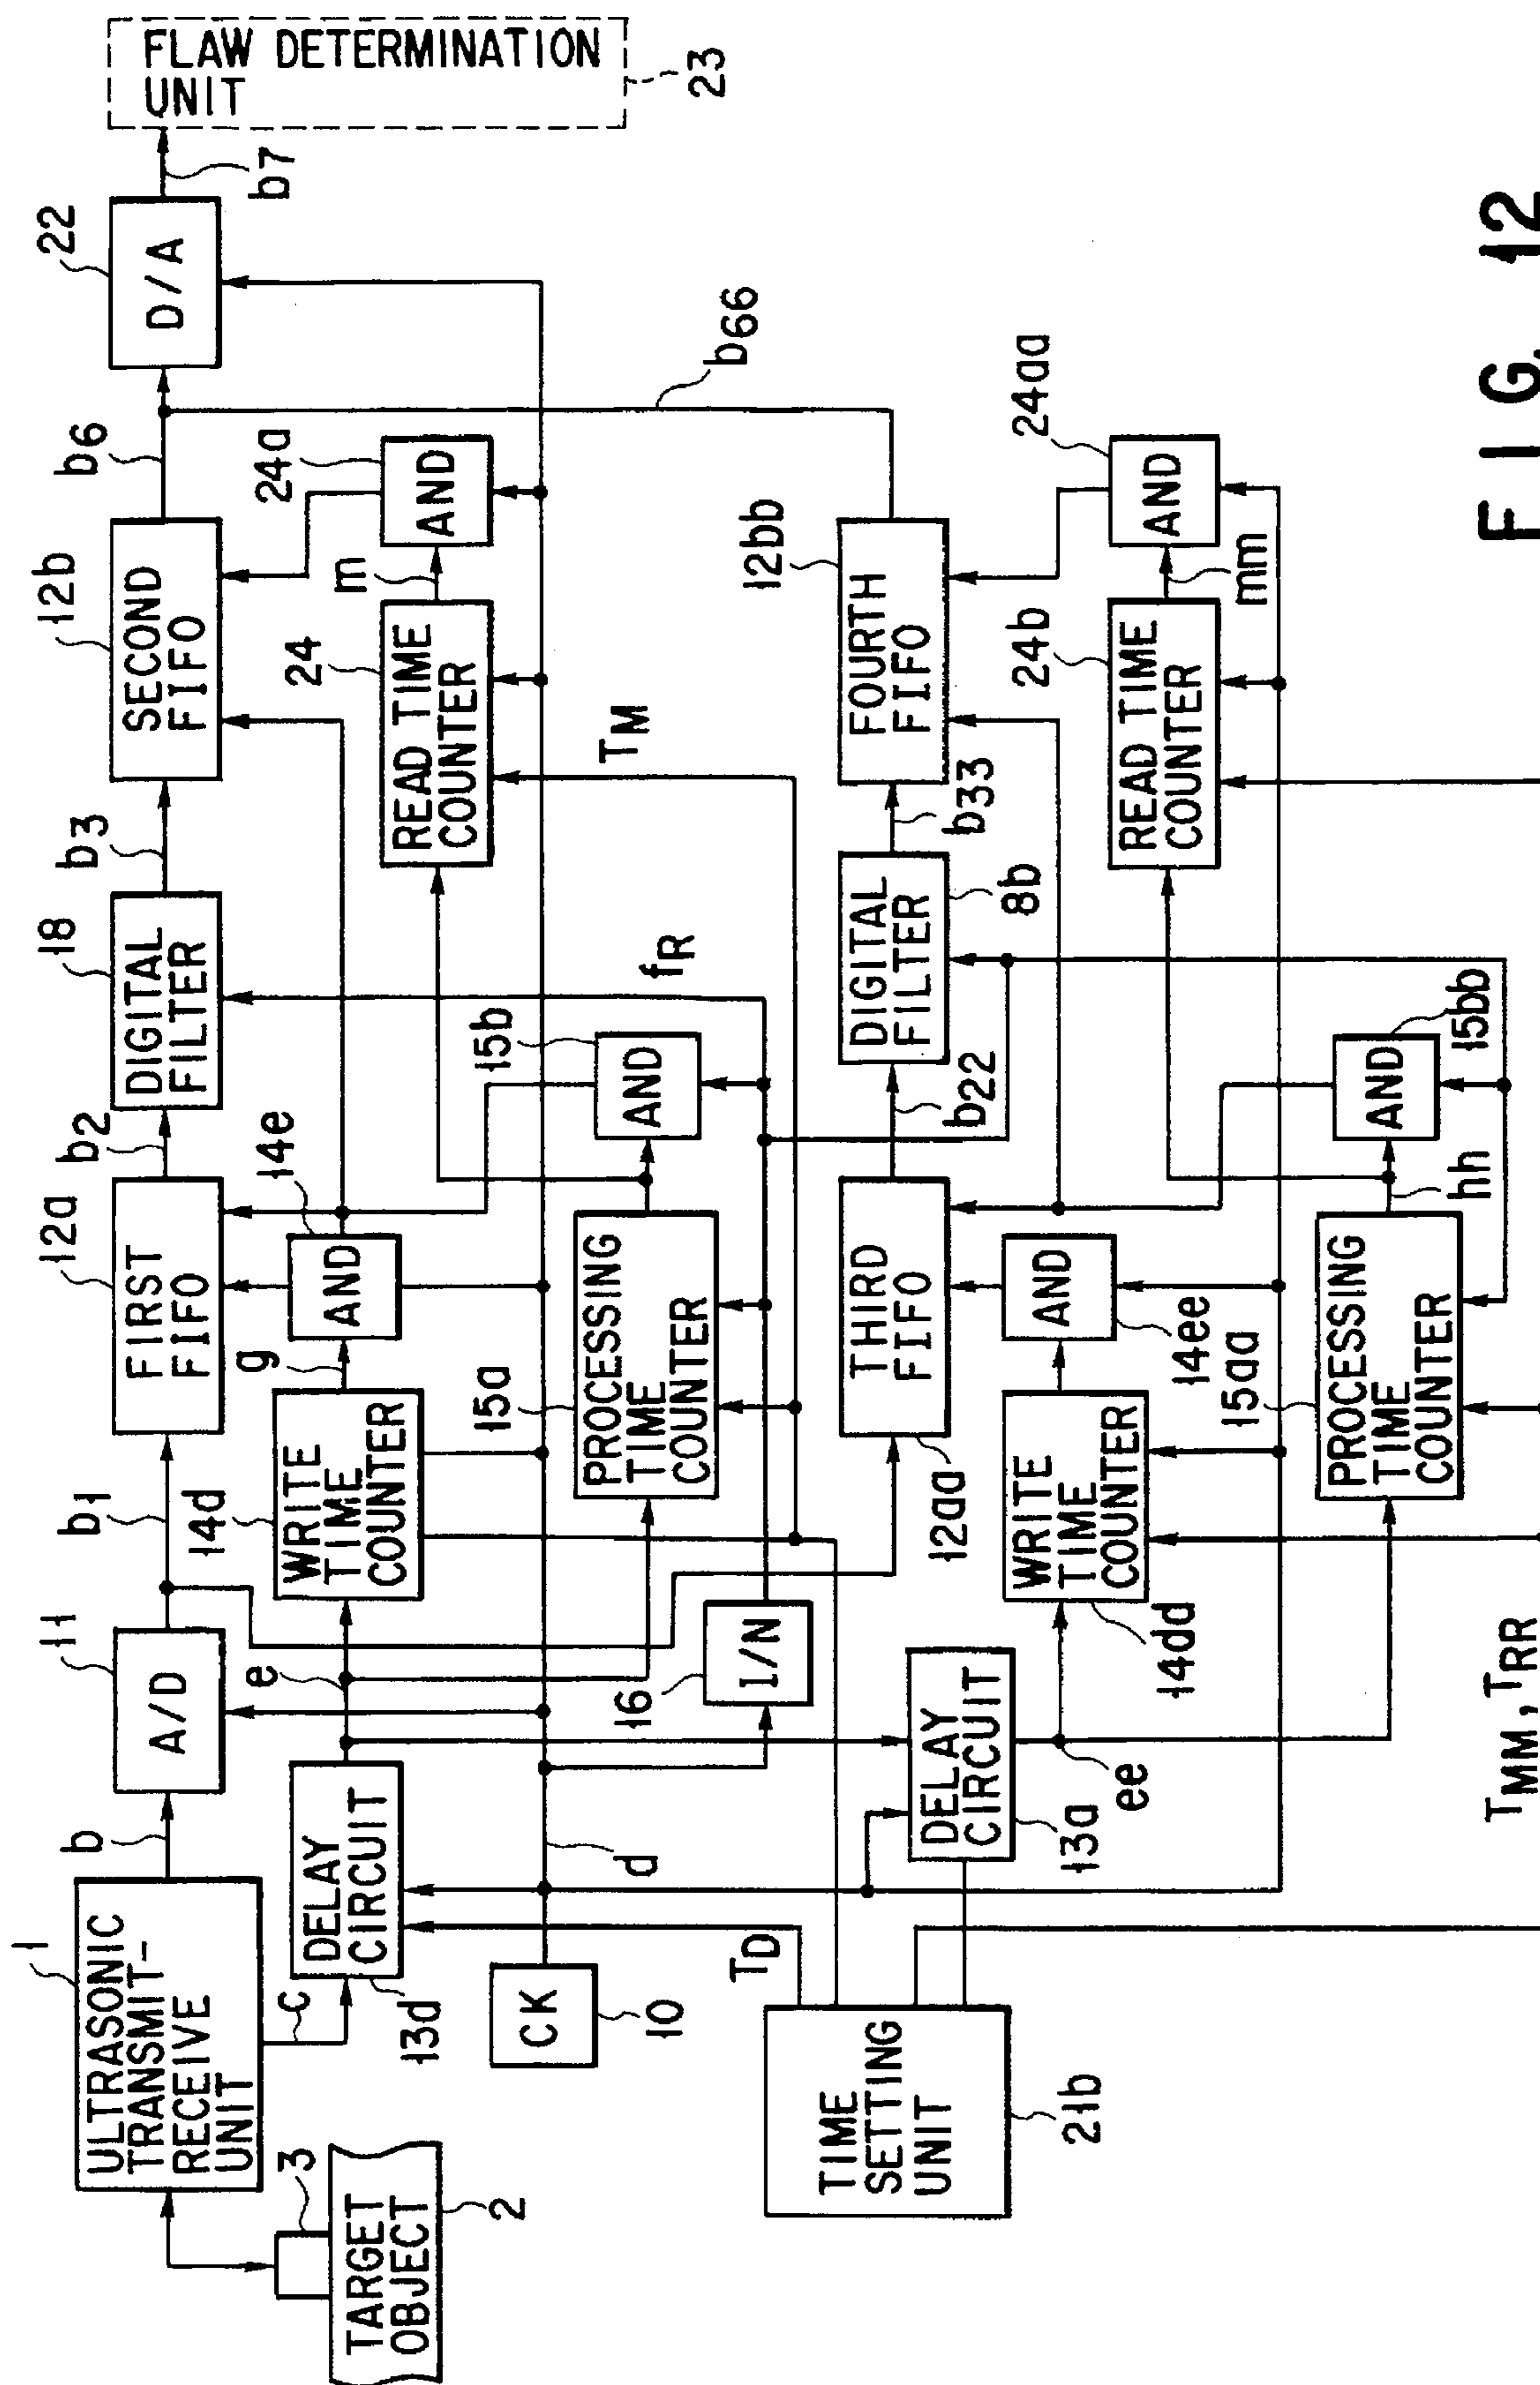 1
ULTRASONIC
TRANSMIT-
RECEIVE
UNIT
b
11
A/D
b1
12a
FIRST
FIFO
b2
18
DIGITAL
FILTER
b3
12b
SECOND
FIFO
b6
22
D/A
b7
FLAW DETERMINATION
UNIT
23
3
TARGET
OBJECT
2
c
DELAY
CIRCUIT
13d
e
14d
WRITE
TIME
COUNTER
g
14e
AND
24
READ TIME
COUNTER
m
24a
AND
CK
10
d
16
1/N
15a
PROCESSING
TIME
COUNTER
15b
AND
fR
TM
b66
TIME
SETTING
UNIT
21b
TD
DELAY
CIRCUIT
13a
ee
THIRD
FIFO
12aa
b22
DIGITAL
FILTER
8b
b33
FOURTH
FIFO
12bb
WRITE
TIME
COUNTER
14dd
AND
14ee
READ TIME
COUNTER
24b
mm
AND
24aa
15aa
PROCESSING
TIME
COUNTER
hh
AND
15bb
TMM, TRR
FIG. 12